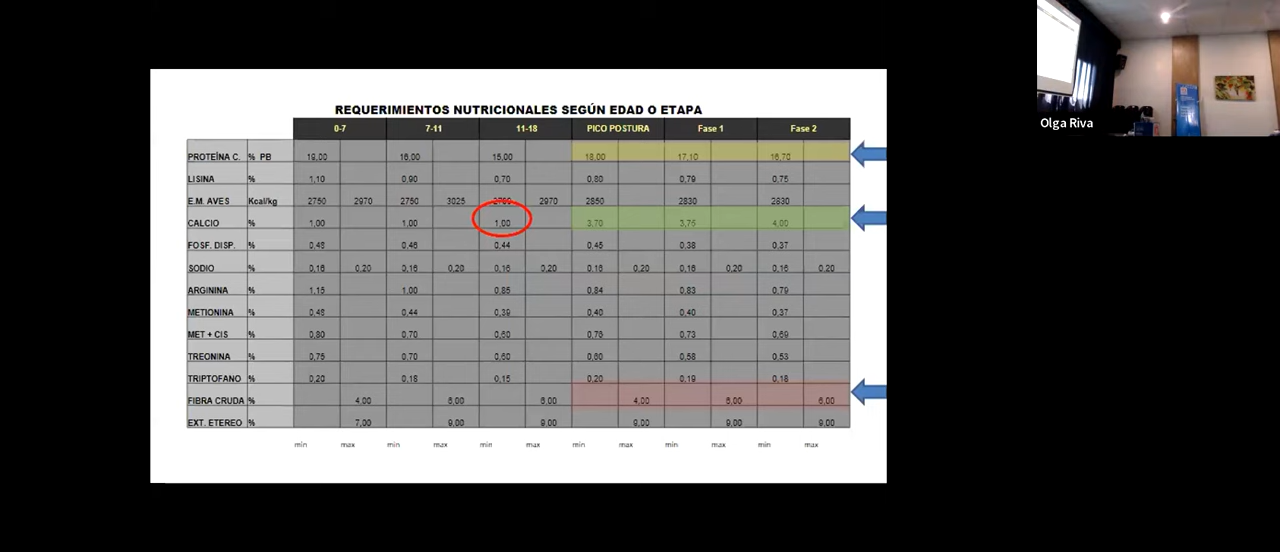 REQUERIMIENTOS NUTRICIONALES SEGÚN EDAD O ETAPA
0-7 7-11 11-18 PICO POSTURA Fase 1 Fase 2
PROTEÍNA C. % PB 19,00 16,00 15,00 18,00 17,10 16,70
LISINA % 1,10 0,90 0,70 0,80 0,79 0,75
E.M. AVES Kcal/kg 2750 2970 2750 3025 2970 2850 2830 2830
CALCIO % 1,00 1,00 1,00 3,70 3,75 4,00
FOSF. DISP. % 0,48 0,46 0,44 0,45 0,38 0,37
SODIO % 0,16 0,20 0,16 0,20 0,16 0,20 0,16 0,20 0,16 0,20 0,16 0,20
ARGININA % 1,15 1,00 0,85 0,84 0,83 0,79
METIONINA % 0,44 0,39 0,40 0,40 0,37
MET + CIS % 0,80 0,70 0,60 0,76 0,73 0,69
TREONINA % 0,75 0,70 0,60 0,60 0,58 0,53
TRIPTOFANO % 0,20 0,18 0,15 0,20 0,19 0,18
FIBRA CRUDA % 4,00 4,00
EXT. ETEREO % 7,00 9,00 9,00 9,00 9,00 9,00
min max min max min max min max min max min max
Olga Riva